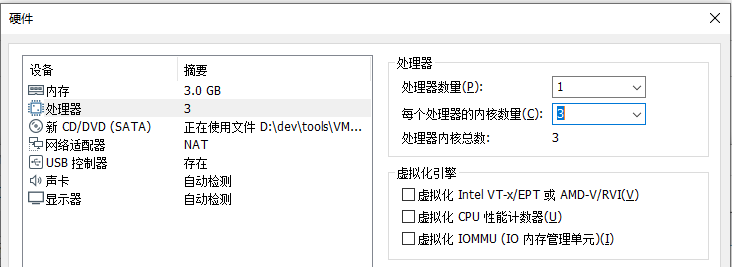 硬件
设备 摘要
内存 3.0 GB
处理器 3
新 CD/DVD (SATA) 正在使用文件 D:\dev\tools\VM...
网络适配器 NAT
USB 控制器 存在
声卡 自动检测
显示器 自动检测
处理器
处理器数量(P): 1
每个处理器的内核数量(C): 3
处理器内核总数: 3
虚拟化引擎
虚拟化 Intel VT-x/EPT 或 AMD-V/RVI(V)
虚拟化 CPU 性能计数器(U)
虚拟化 IOMMU (IO 内存管理单元)(I)